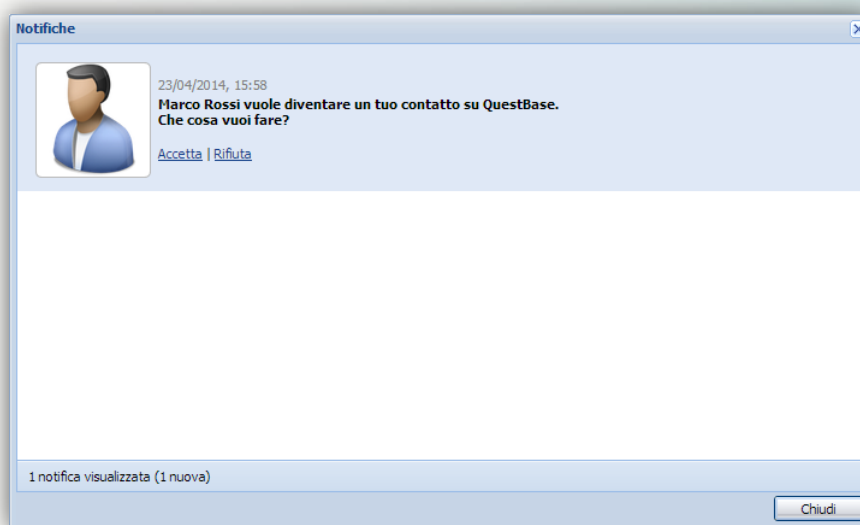 Notifiche
23/04/2014, 15:58
Marco Rossi vuole diventare un tuo contatto su QuestBase.
Che cosa vuoi fare?
Accetta | Rifiuta
1 notifica visualizzata (1 nuova)
Chiudi